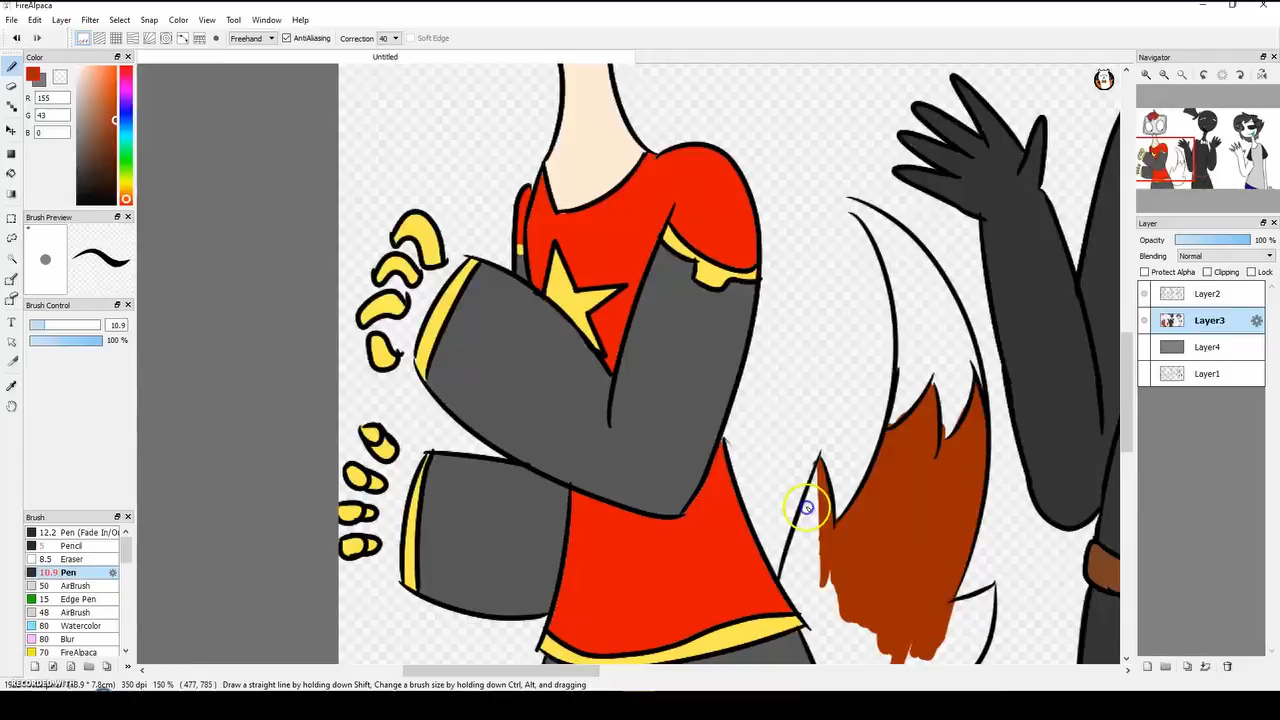 FireAlpaca
File Edit Layer Filter Select Snap Color View Tool Window Help
Freehand AntiAliasing Correction 40 Soft Edge
Color
Untitled
Navigator
R 155
G 43
B 0
Brush Preview
Layer
Opacity 100 %
Blending Normal
Protect Alpha Clipping Lock
Layer2
Brush Control
Layer3
10.9
100 %
Layer4
Layer1
Brush
12.2 Pen (Fade In/Ou
5 Pencil
8.5 Eraser
10.9 Pen
50 AirBrush
15 Edge Pen
48 AirBrush
80 Watercolor
80 Blur
70 FireAlpaca
RECORDED WITH
350 dpi 150 % ( 477, 785 ) Draw a straight line by holding down Shift, Change a brush size by holding down Ctrl, Alt, and dragging